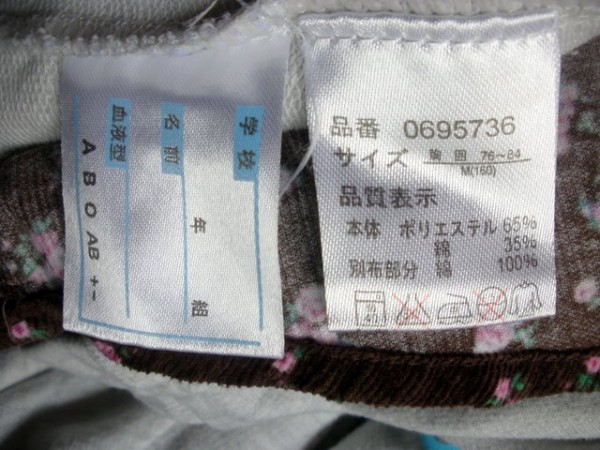 学校
年 組
名前
血液型
A B O AB +−
品番 0695736
サイズ 胸囲 76~84
M(160)
品質表示
本体 ポリエステル 65%
綿 35%
別布部分 綿 100%